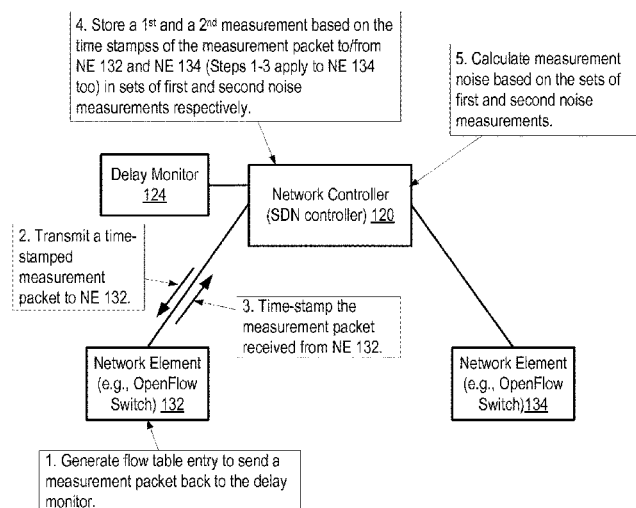 4. Store a 1st and a 2nd measurement based on the
time stampss of the measurement packet to/from
NE 132 and NE 134 (Steps 1-3 apply to NE 134
too) in sets of first and second noise
measurements respectively.
5. Calculate measurement
noise based on the sets of
first and second noise
measurements.
Delay Monitor
124
Network Controller
(SDN controller) 120
2. Transmit a time-
stamped
measurement
packet to NE 132.
3. Time-stamp the
measurement packet
received from NE 132.
Network Element
(e.g., OpenFlow
Switch) 132
Network Element
(e.g., OpenFlow
Switch)134
1. Generate flow table entry to send a
measurement packet back to the delay
monitor.